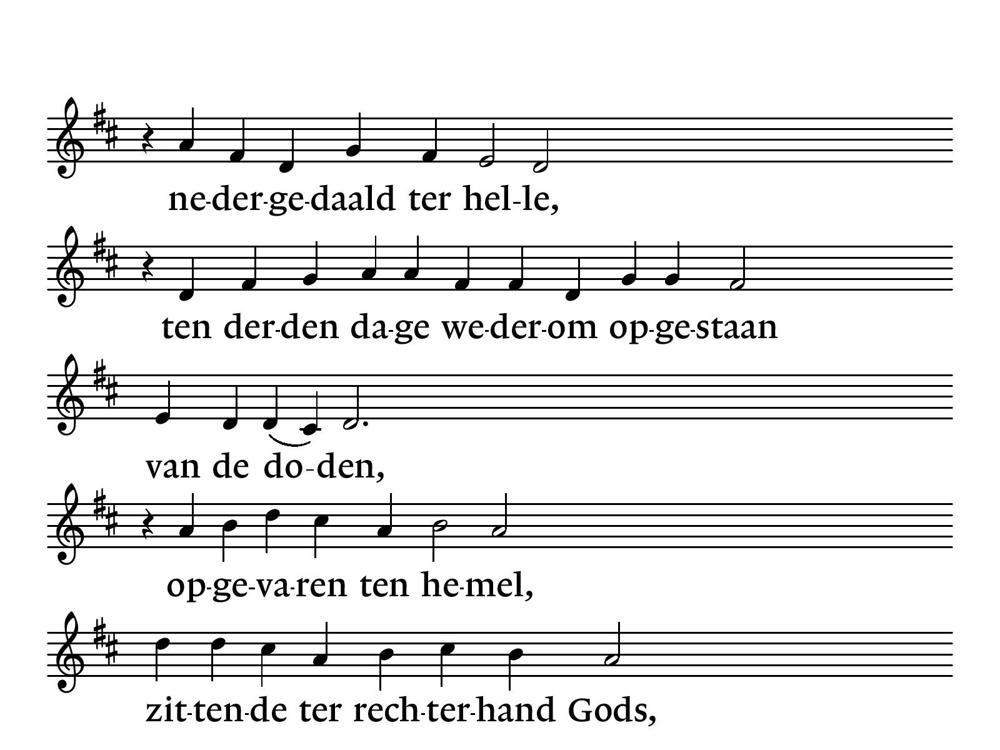 ne-der-ge-daald ter hel-le,
ten der-den da-ge we-der-om op-ge-staan
van de do-den,
op-ge-va-ren ten he-mel,
zit-ten-de ter rech-ter-hand Gods,